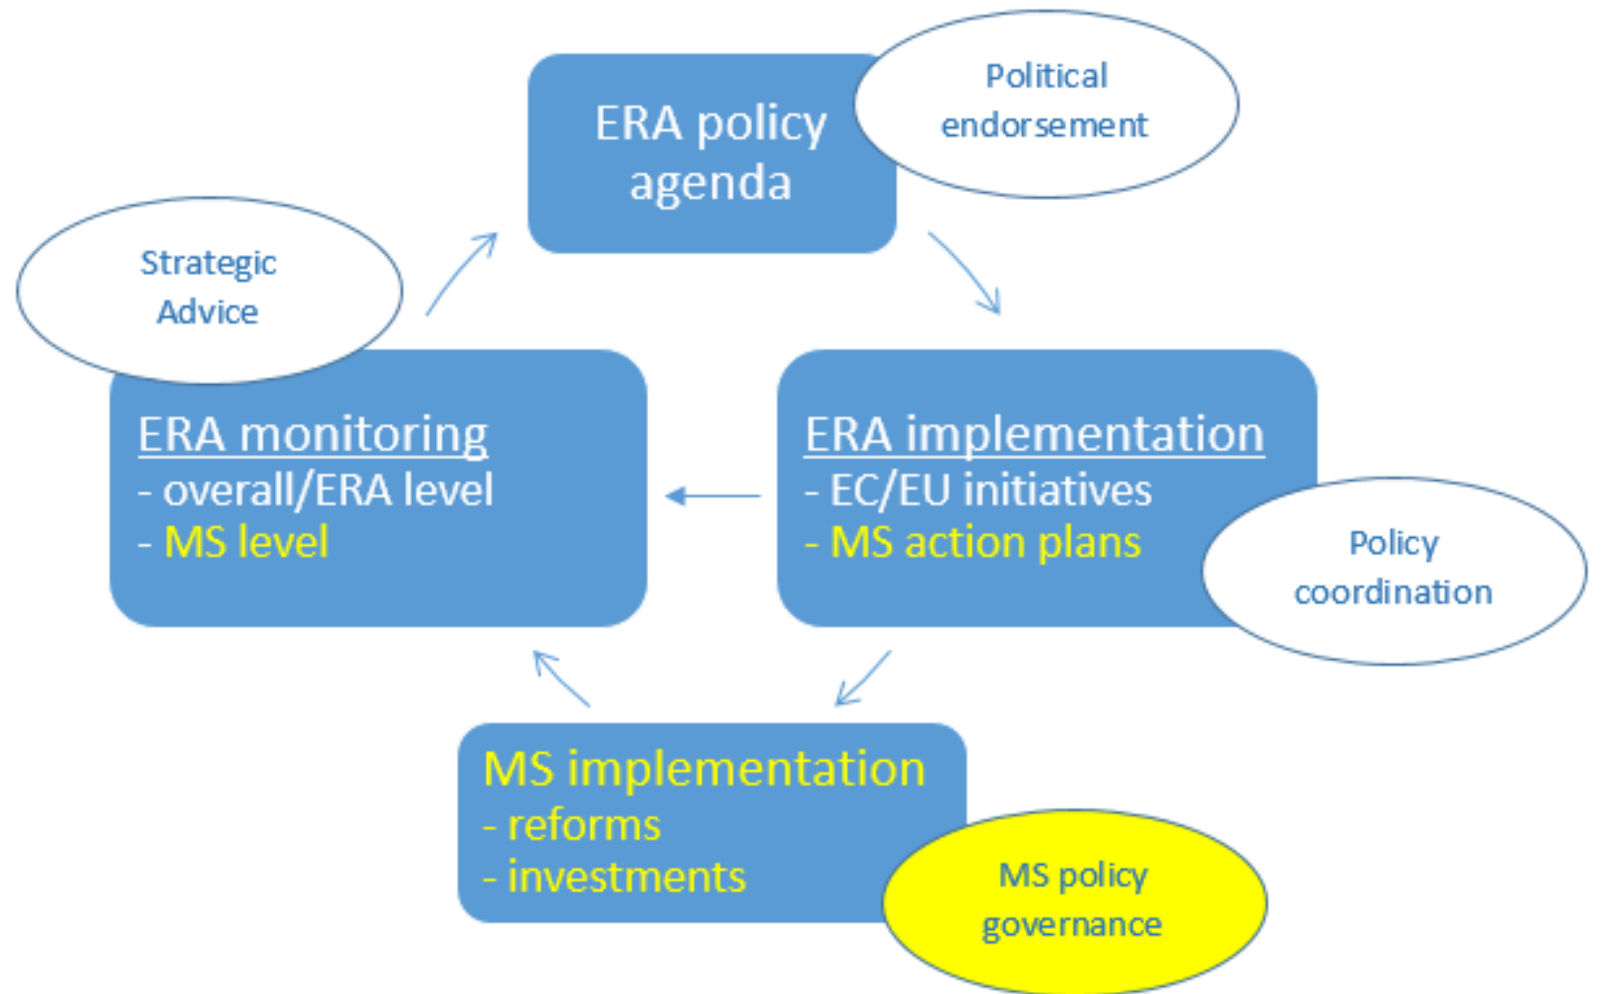 ERA policy
agenda
Political
endorsement
Strategic
Advice
ERA monitoring
- overall/ERA level
- MS level
ERA implementation
- EC/EU initiatives
- MS action plans
Policy
coordination
MS implementation
- reforms
- investments
MS policy
governance